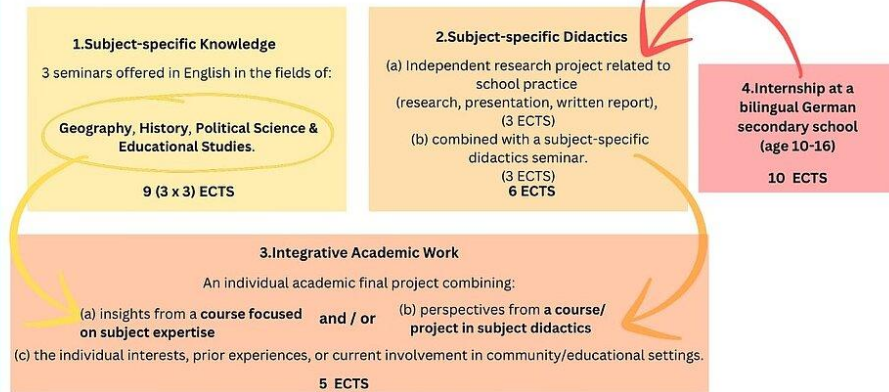 1.Subject-specific Knowledge
3 seminars offered in English in the fields of:
Geography, History, Political Science &
Educational Studies.
9 (3 x 3) ECTS
2.Subject-specific Didactics
(a) Independent research project related to
school practice
(research, presentation, written report),
(3 ECTS)
(b) combined with a subject-specific
didactics seminar.
(3 ECTS)
6 ECTS
4.Internship at a
bilingual German
secondary school
(age 10-16)
10 ECTS
3.Integrative Academic Work
An individual academic final project combining:
(a) insights from a course focused
on subject expertise
and / or
(b) perspectives from a course/
project in subject didactics
(c) the individual interests, prior experiences, or current involvement in community/educational settings.
5 ECTS